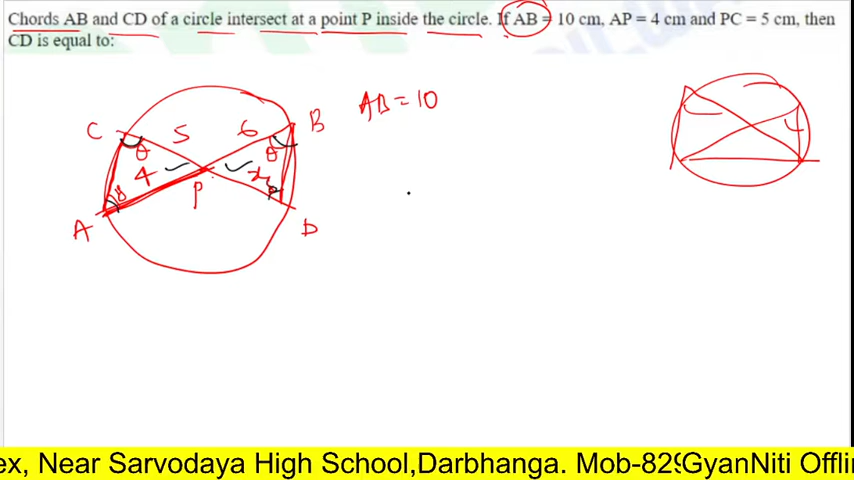 Chords AB and CD of a circle intersect at a point P inside the circle. If AB = 10 cm, AP = 4 cm and PC = 5 cm, then
CD is equal to:
AB = 10
C 5 6 B
θ θ
4 x
P
A D
ex, Near Sarvodaya High School,Darbhanga. Mob-829GyanNiti Offli